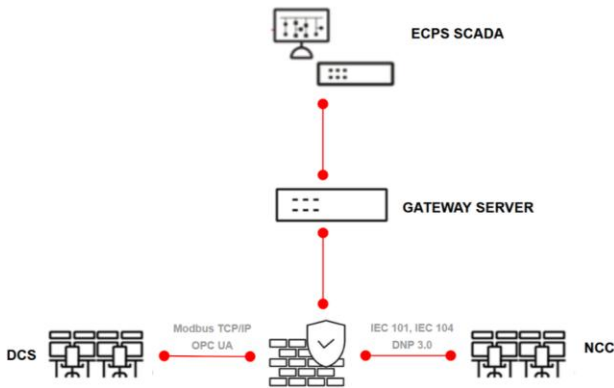 ECPS SCADA
GATEWAY SERVER
Modbus TCP/IP
OPC UA
IEC 101, IEC 104
DNP 3.0
DCS
NCC